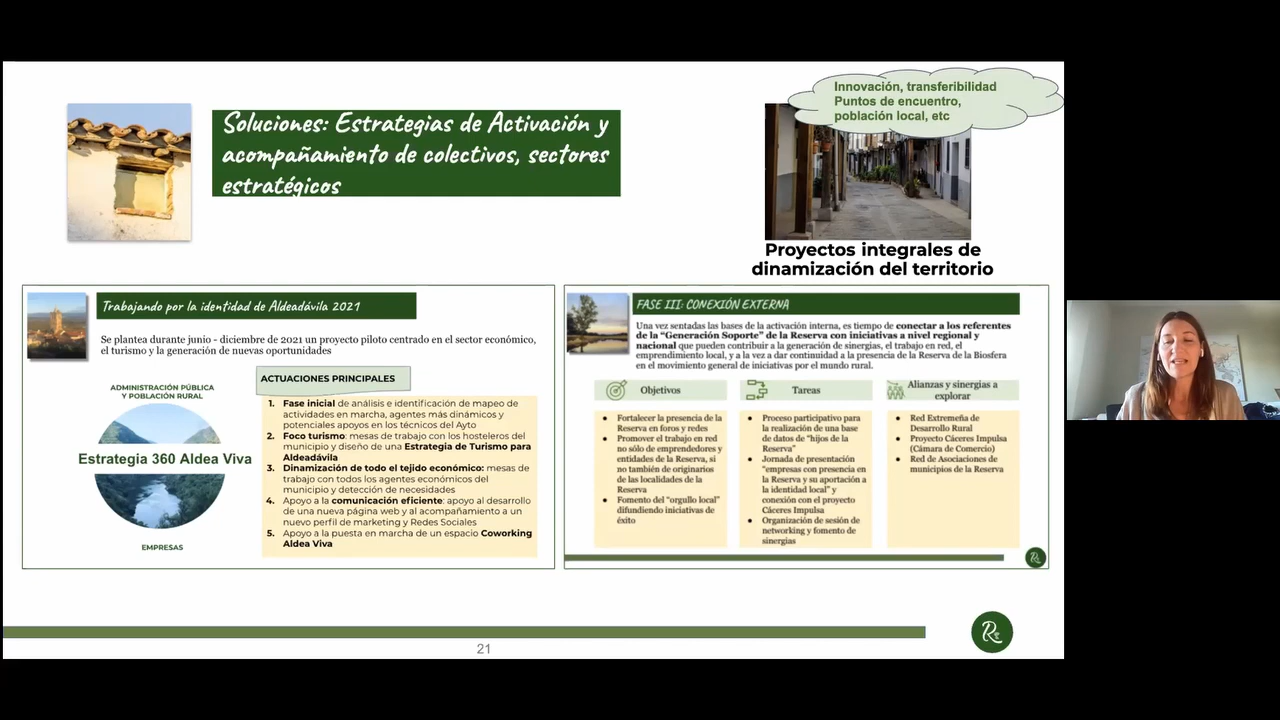 Innovación, transferibilidad
Puntos de encuentro,
población local, etc
Soluciones: Estrategias de Activación y
acompañamiento de colectivos, sectores
estratégicos
Proyectos integrales de
dinamización del territorio
Trabajando por la identidad de Aldeadávila 2021
Se plantea durante junio - diciembre de 2021 un proyecto piloto centrado en el sector económico,
el turismo y la generación de nuevas oportunidades
ADMINISTRACIÓN PÚBLICA
Y POBLACIÓN RURAL
Estrategia 360 Aldea Viva
EMPRESAS
ACTUACIONES PRINCIPALES
1. Fase inicial de análisis e identificación de mapeo de
actividades en marcha, agentes más dinámicos y
potenciales apoyos en los técnicos del Ayto
2. Foco turismo: mesas de trabajo con los hosteleros del
municipio y diseño de una Estrategia de Turismo para
Aldeadávila
3. Dinamización de todo el tejido económico: mesas de
trabajo con todos los agentes económicos del
municipio y detección de necesidades
4. Apoyo a la comunicación eficiente: apoyo al desarrollo
de una nueva página web y al acompañamiento a un
nuevo perfil de marketing y Redes Sociales
5. Apoyo a la puesta en marcha de un espacio Coworking
Aldea Viva
FASE III: CONEXIÓN EXTERNA
Una vez sentadas las bases de la activación interna, es tiempo de conectar a los referentes
de la “Generación Soporte” de la Reserva con iniciativas a nivel regional y
nacional que pueden contribuir a la generación de sinergias, el trabajo en red, el
emprendimiento local, y a la vez a dar continuidad a la presencia de la Reserva de la Biosfera
en el movimiento general de iniciativas por el mundo rural.
Objetivos
● Fortalecer la presencia de la
Reserva en foros y redes
● Promover el trabajo en red
no sólo de emprendedores y
entidades de la Reserva, si
no también de originarios
de las localidades de la
Reserva
● Fomento del “orgullo local”
difundiendo iniciativas de
éxito
Tareas
● Proceso participativo para
la realización de una base
de datos de “hijos de la
Reserva”
● Jornada de presentación
“empresas con presencia en
la Reserva y su aportación a
la identidad local” y
conexión con el proyecto
Cáceres Impulsa
● Organización de sesión de
networking y fomento de
sinergias
Alianzas y sinergias a
explorar
● Red Extremeña de
Desarrollo Rural
● Proyecto Cáceres Impulsa
(Cámara de Comercio)
● Red de Asociaciones de
municipios de la Reserva
R
R
21